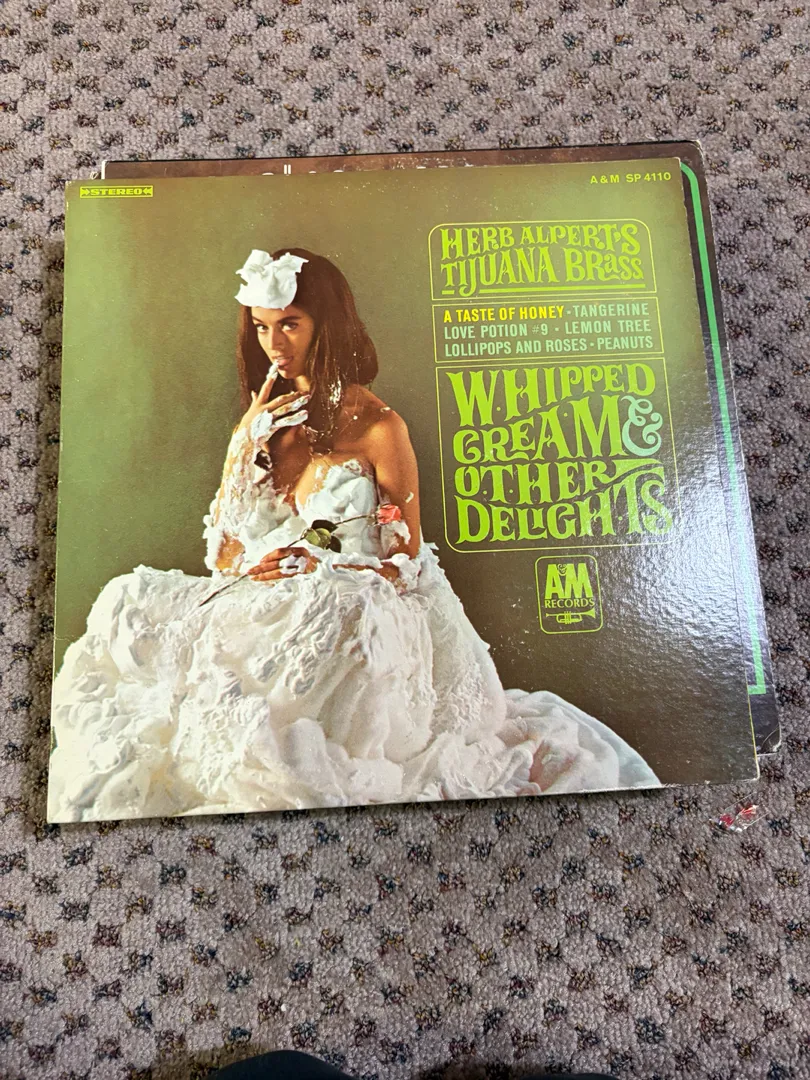 STEREO
A & M SP 4110
HERB ALPERT'S
TIJUANA BRASS
A TASTE OF HONEY • TANGERINE
LOVE POTION #9 • LEMON TREE
LOLLIPOPS AND ROSES • PEANUTS
WHIPPED
CREAM &
OTHER
DELIGHTS
A&M
RECORDS